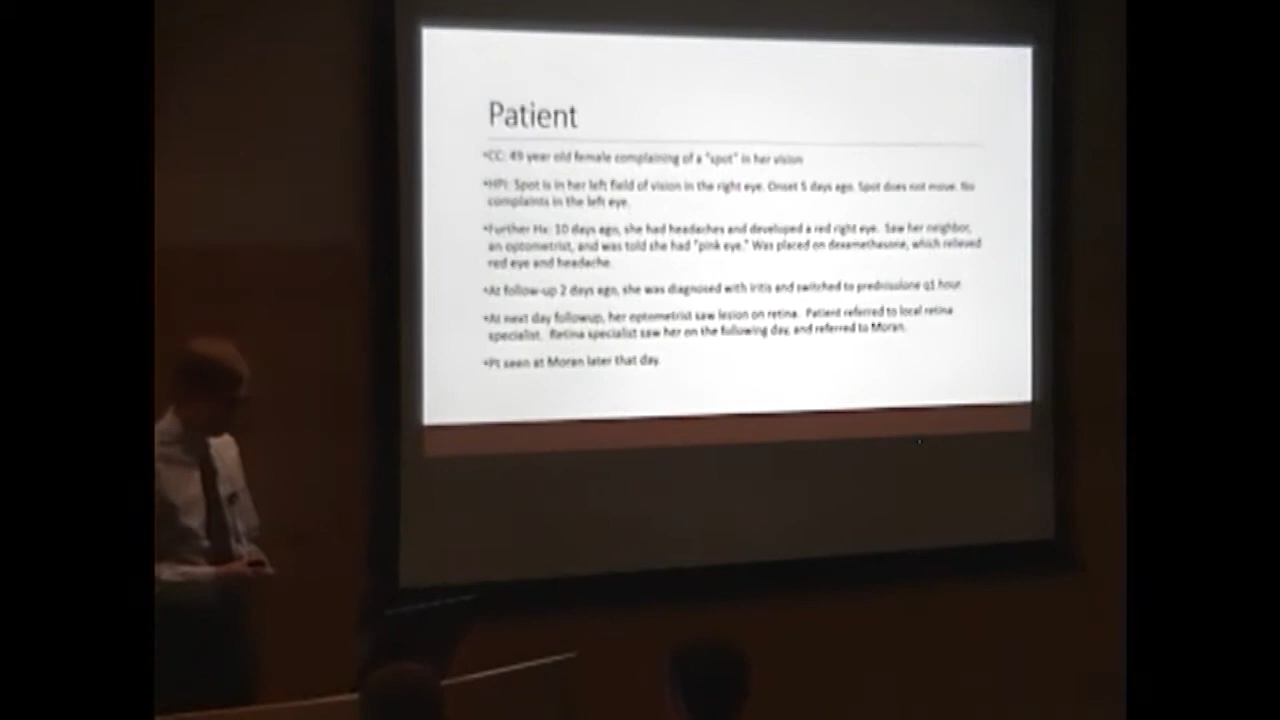 Patient
•CC: 49 year old female complaining of a "spot" in her vision
•HPI: Spot is in her left field of vision in the right eye. Onset 5 days ago. Spot does not move. No
complaints in the left eye.
•Further Hx: 10 days ago, she had headaches and developed a red right eye. Saw her neighbor,
an optometrist, and was told she had "pink eye." Was placed on dexamethasone, which relieved
red eye and headache.
•At follow-up 2 days ago, she was diagnosed with iritis and switched to prednisolone q1 hour.
•At next day followup, her optometrist saw lesion on retina. Patient referred to local retina
specialist. Retina specialist saw her on the following day, and referred to Moran.
•Pt seen at Moran later that day.